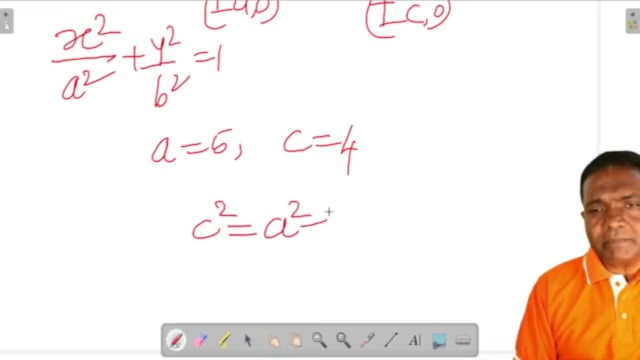 (± a,0) (± c,0)
x²/a² + y²/b² = 1
a = 6, c = 4
c² = a² –